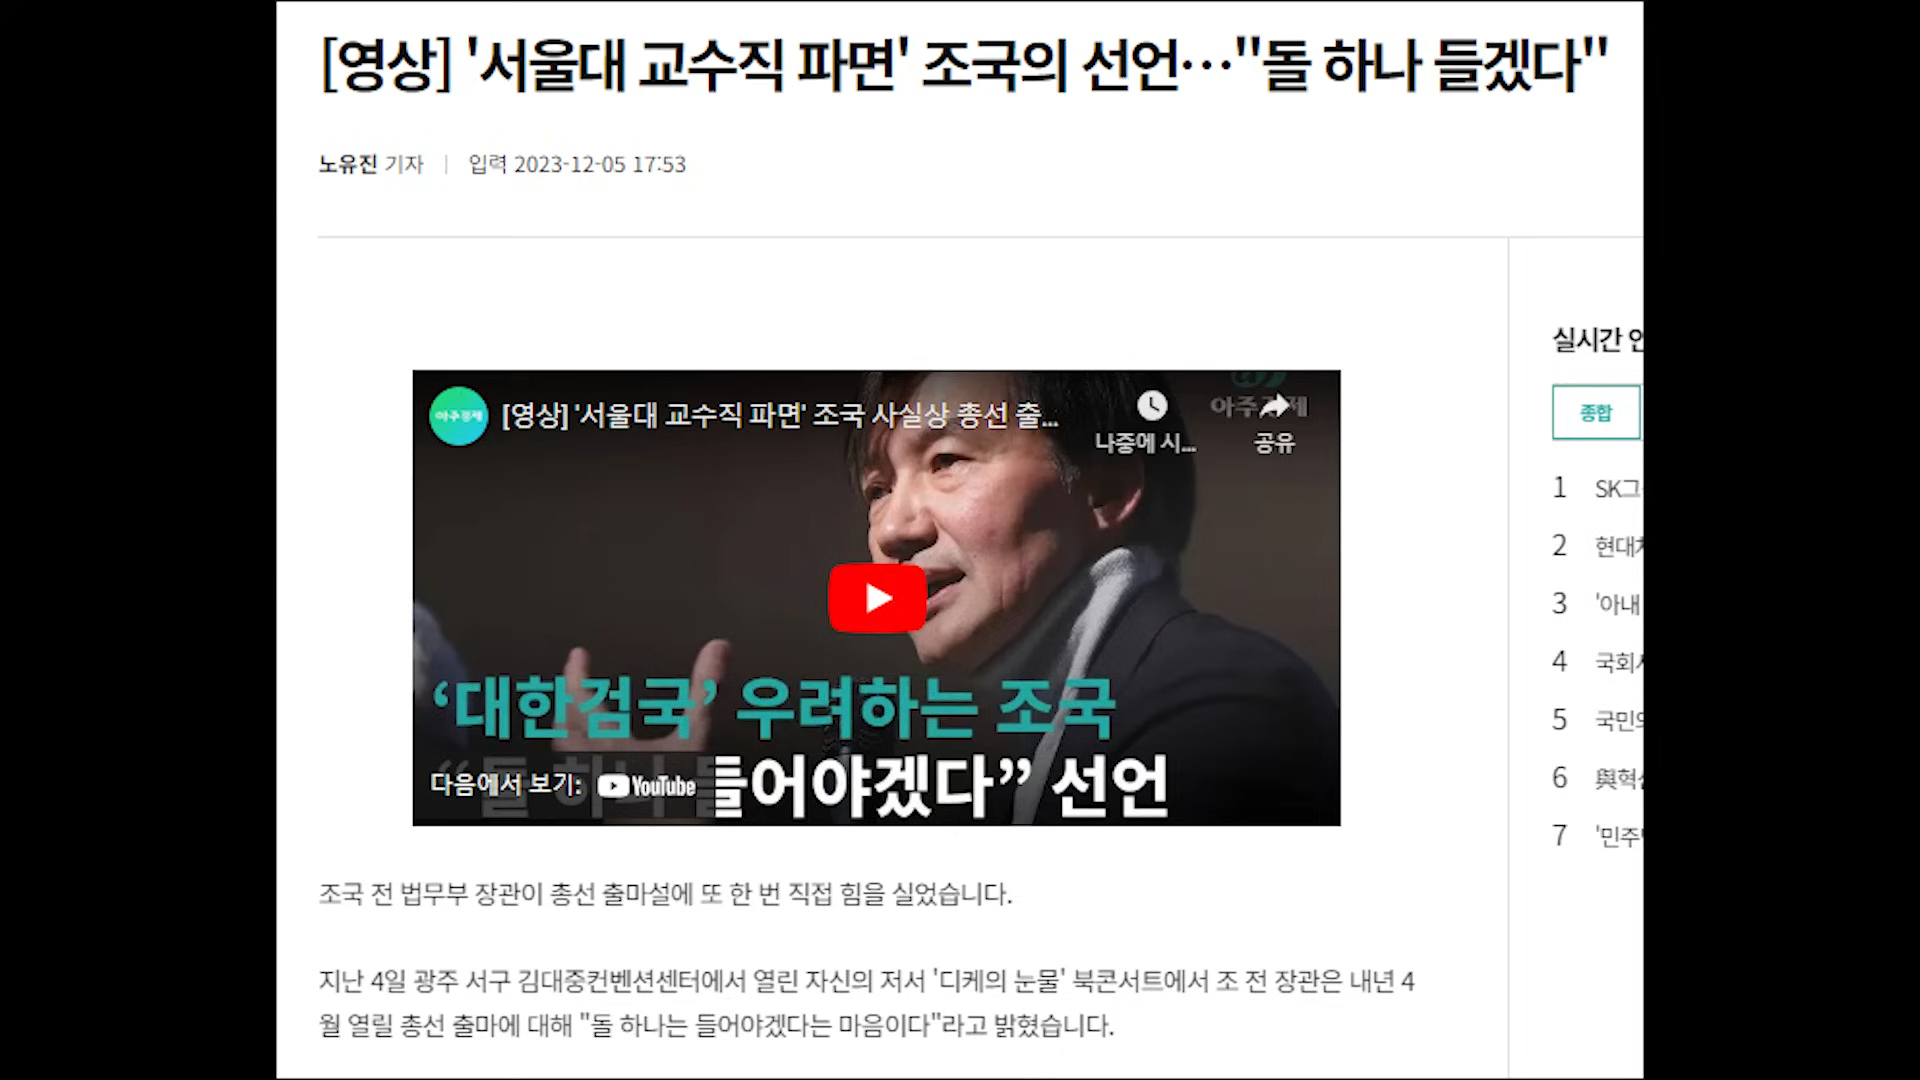 [영상] '서울대 교수직 파면' 조국의 선언…"돌 하나 들겠다"
노유진 기자 | 입력 2023-12-05 17:53
아주경제
[영상] '서울대 교수직 파면' 조국 사실상 총선 출...
나중에 시...
공유
‘대한검국’ 우려하는 조국
“돌 하나 들어야겠다” 선언
다음에서 보기: YouTube
조국 전 법무부 장관이 총선 출마설에 또 한 번 직접 힘을 실었습니다.
지난 4일 광주 서구 김대중컨벤션센터에서 열린 자신의 저서 '디케의 눈물' 북콘서트에서 조 전 장관은 내년 4
월 열릴 총선 출마에 대해 "돌 하나는 들어야겠다는 마음이다"라고 밝혔습니다.
실시간
종합
1 SK그
2 현대
3 '아내
4 국회
5 국민
6 與혁
7 '민주